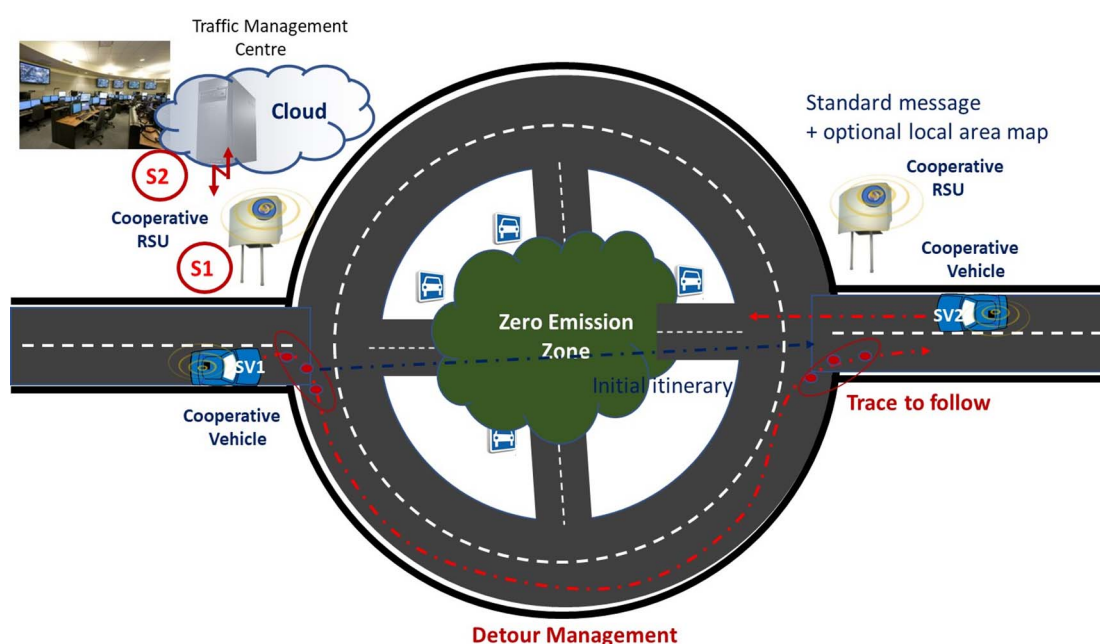 Traffic Management
Centre
Cloud
S2
Cooperative
RSU
S1
Standard message
+ optional local area map
Cooperative
RSU
Cooperative
Vehicle
SV2
Zero Emission
Zone
SV1
Initial itinerary
Cooperative
Vehicle
Trace to follow
Detour Management